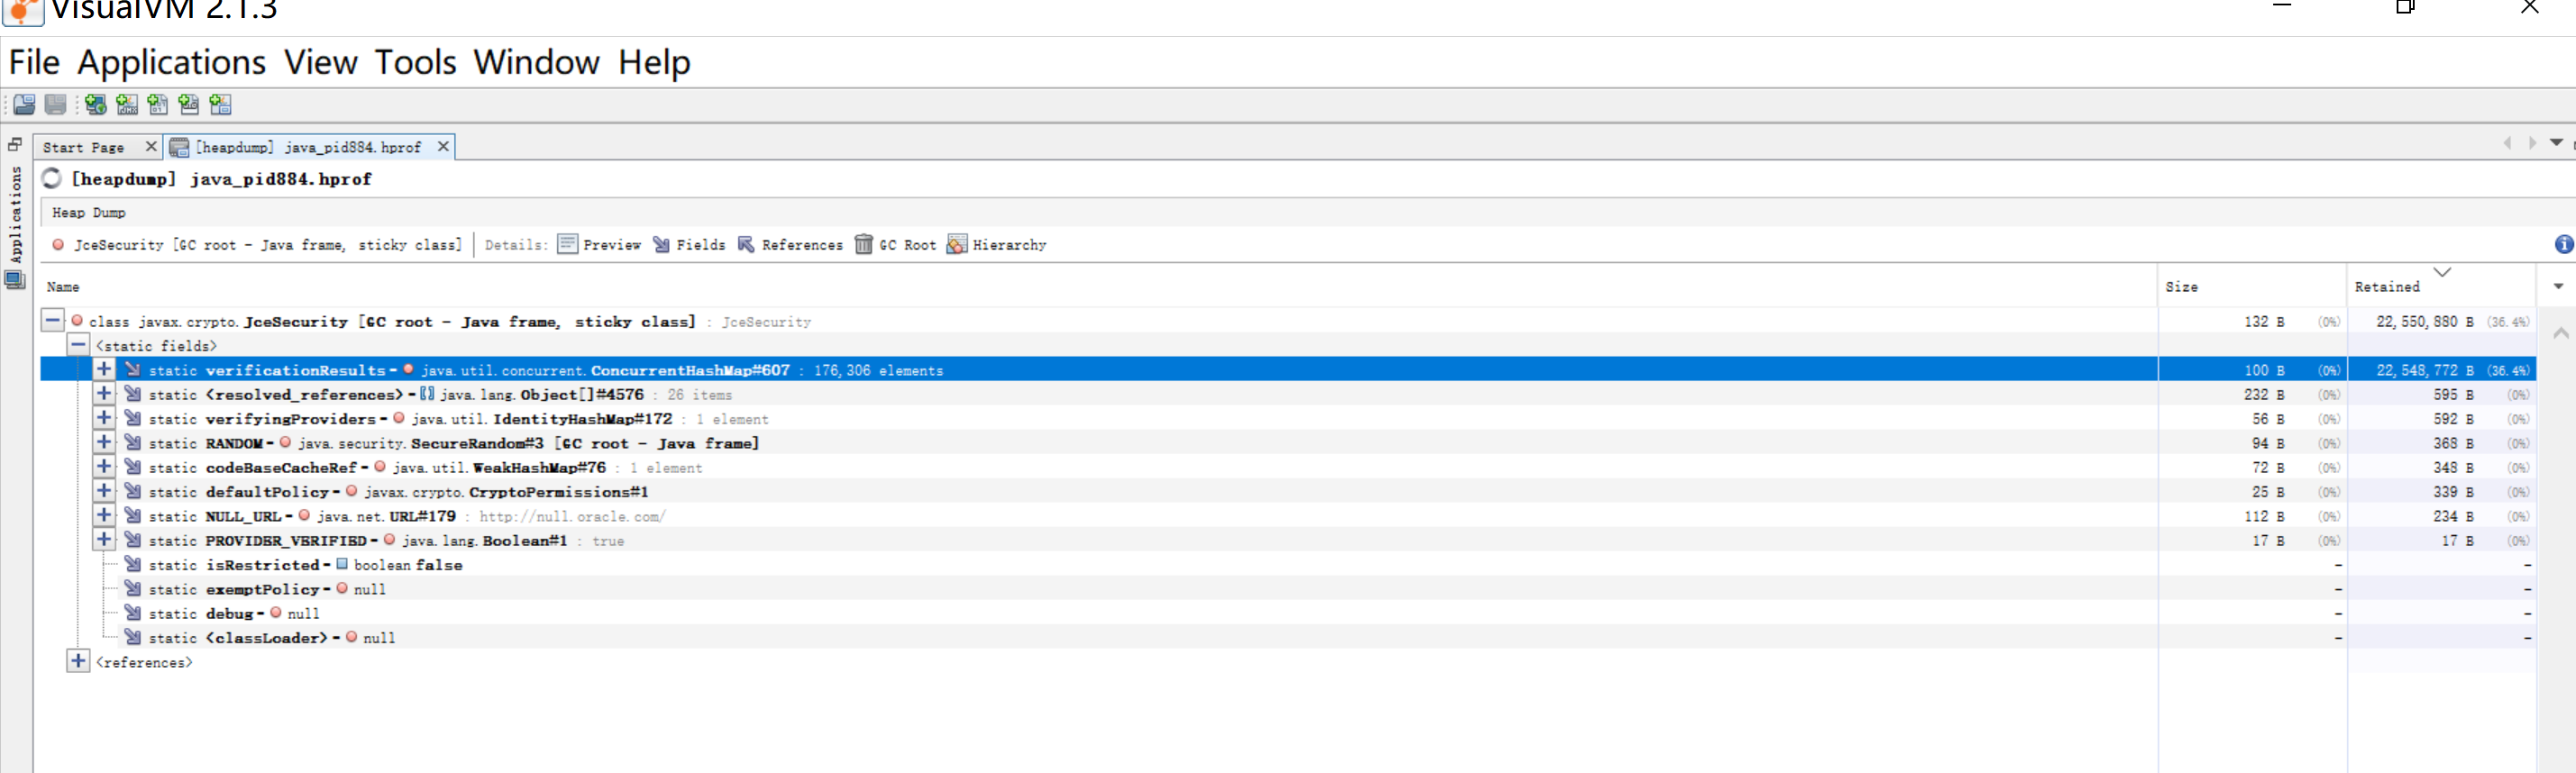 VisualVM 2.1.3
File Applications View Tools Window Help
Start Page [heapdump] java_pid884.hprof
Applications
[heapdump] java_pid884.hprof
Heap Dump
JceSecurity [GC root - Java frame, sticky class] Details: Preview Fields References GC Root Hierarchy
Name Size Retained
class javax.crypto.JceSecurity [GC root - Java frame, sticky class] : JceSecurity 132 B (0%) 22,550,880 B (36.4%)
<static fields>
static verificationResults = java.util.concurrent.ConcurrentHashMap#607 : 176,306 elements 100 B (0%) 22,548,772 B (36.4%)
static <resolved_references> = java.lang.Object[]#4576 : 26 items 232 B (0%) 595 B (0%)
static verifyingProviders = java.util.IdentityHashMap#172 : 1 element 56 B (0%) 592 B (0%)
static RANDOM = java.security.SecureRandom#3 [GC root - Java frame] 94 B (0%) 368 B (0%)
static codeBaseCacheRef = java.util.WeakHashMap#76 : 1 element 72 B (0%) 348 B (0%)
static defaultPolicy = javax.crypto.CryptoPermissions#1 25 B (0%) 339 B (0%)
static NULL_URL = java.net.URL#179 : http://null.oracle.com/ 112 B (0%) 234 B (0%)
static PROVIDER_VERIFIED = java.lang.Boolean#1 : true 17 B (0%) 17 B (0%)
static isRestricted = boolean false - -
static exemptPolicy = null - -
static debug = null - -
static <classLoader> = null - -
<references>